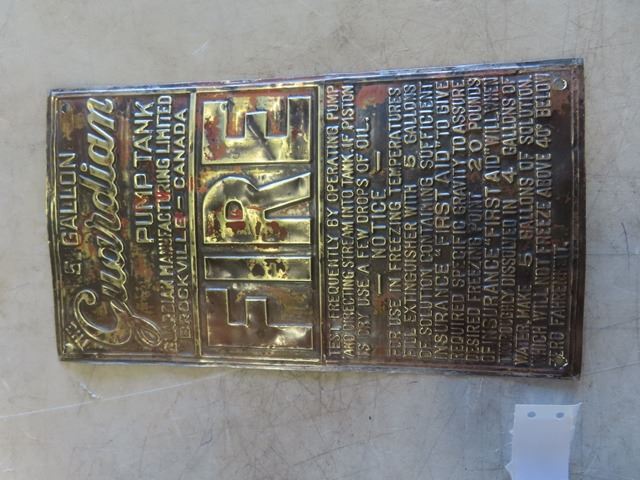 THE 5 GALLON
Guardian
PUMP TANK
GUARDIAN MANUFACTURING LIMITED
BROCKVILLE - CANADA
FIRE
TEST FREQUENTLY BY OPERATING PUMP
AND DIRECTING STREAM INTO TANK. IF PISTON
IS DRY USE A FEW DROPS OF OIL.
- NOTICE -
FOR USE IN FREEZING TEMPERATURES
FILL EXTINGUISHER WITH 5 GALLONS
OF SOLUTION CONTAINING SUFFICIENT
INSURANCE "FIRST AID" TO GIVE
REQUIRED SPECIFIC GRAVITY TO ASSURE
DESIRED FREEZING POINT. 20 POUNDS
OF INSURANCE "FIRST AID" WILL, WHEN
THOROUGHLY DISSOLVED IN 4 GALLONS OF
WATER, MAKE 5 GALLONS OF SOLUTION,
WHICH WILL NOT FREEZE ABOVE 40° BELOW
ZERO FAHRENHEIT.